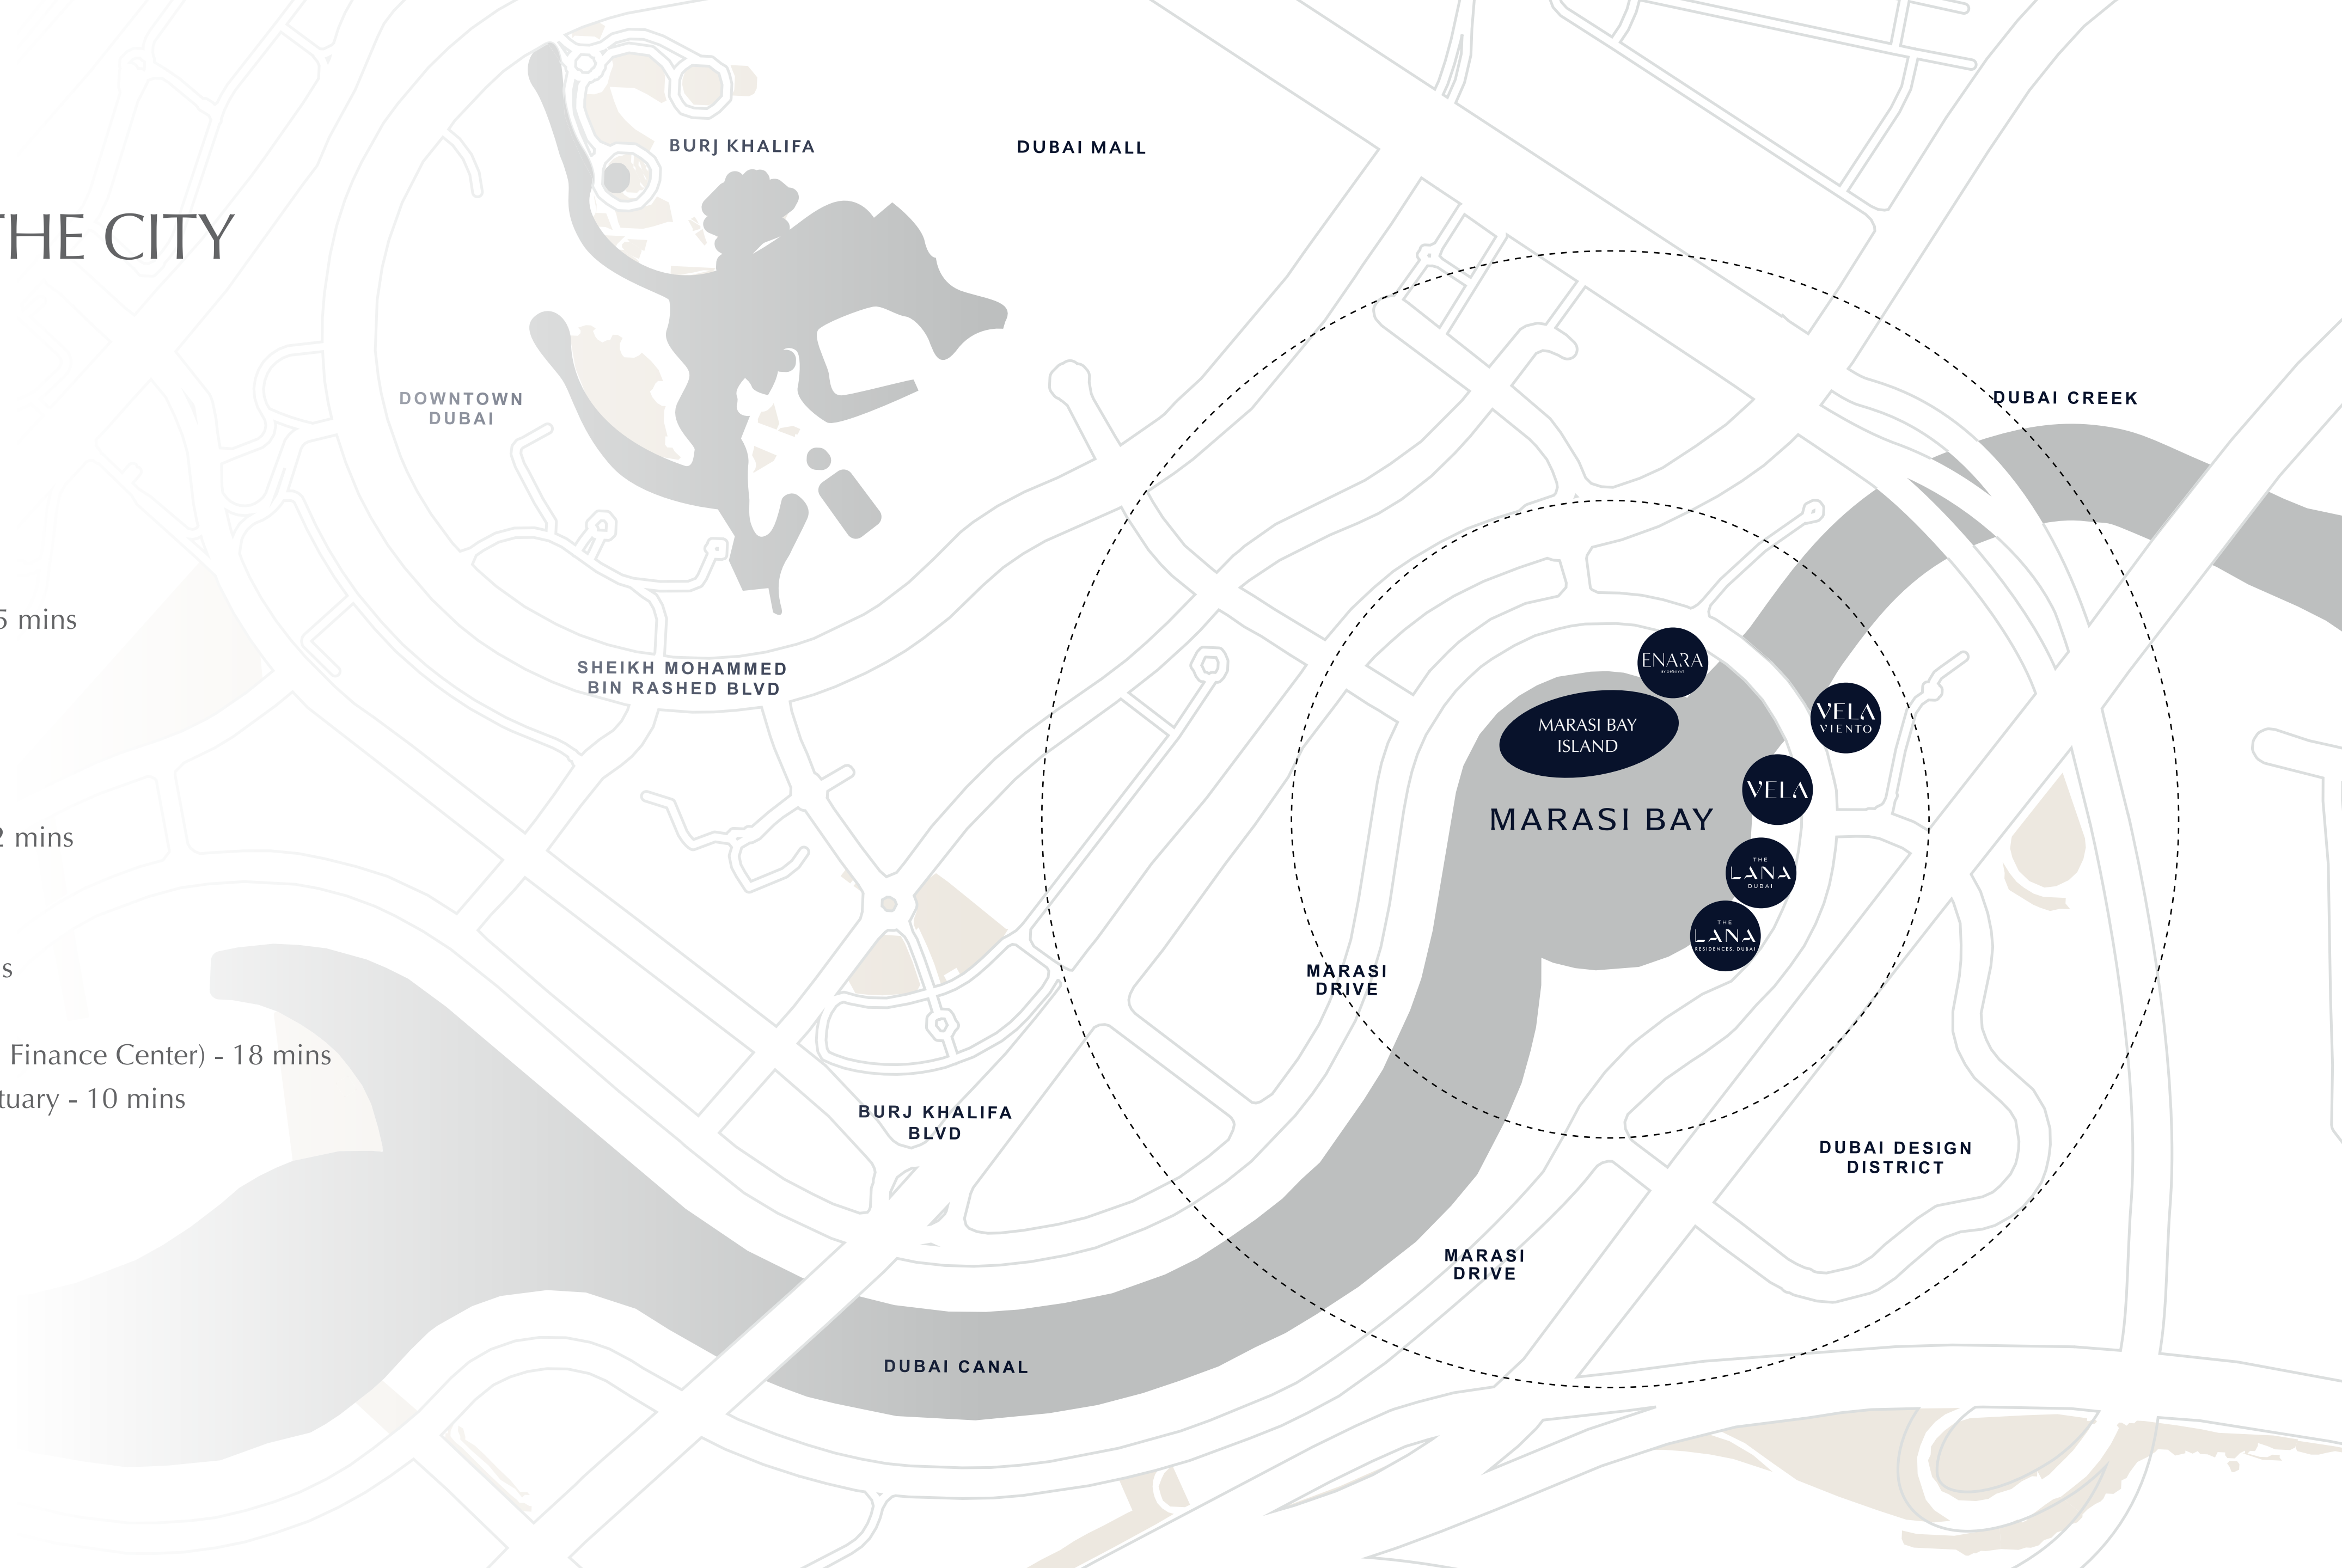 THE CITY
5 mins
2 mins
s
Finance Center) - 18 mins
tuary - 10 mins
BURJ KHALIFA
DUBAI MALL
DOWNTOWN
DUBAI
DUBAI CREEK
SHEIKH MOHAMMED
BIN RASHED BLVD
ENARA
BY OMNIYAT
VELA
VIENTO
MARASI BAY
ISLAND
VELA
MARASI BAY
THE
LANA
DUBAI
THE
LANA
RESIDENCES, DUBAI
MARASI
DRIVE
BURJ KHALIFA
BLVD
DUBAI DESIGN
DISTRICT
MARASI
DRIVE
DUBAI CANAL